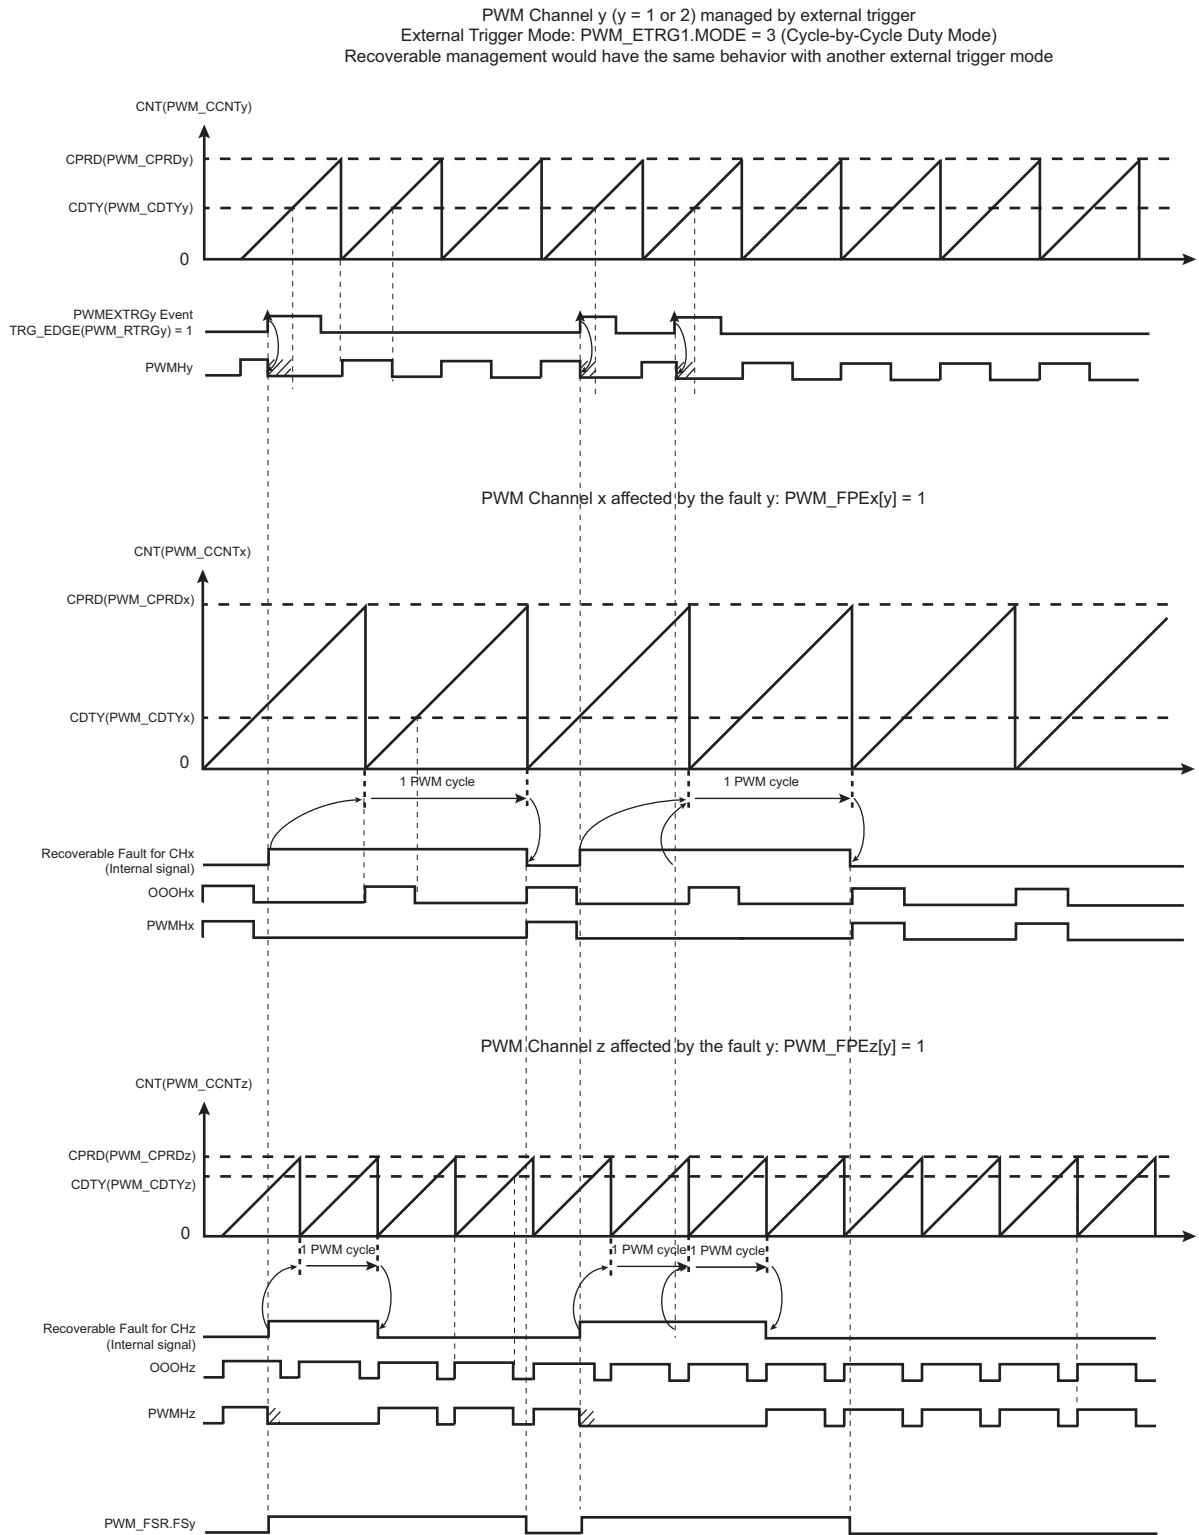 PWM Channel y (y = 1 or 2) managed by external trigger
External Trigger Mode: PWM_ETRG1.MODE = 3 (Cycle-by-Cycle Duty Mode)
Recoverable management would have the same behavior with another external trigger mode
CNT(PWM_CCNTy)
CPRD(PWM_CPRDy)
CDTY(PWM_CDTYy)
0
PWMEXTRGy Event
TRG_EDGE(PWM_RTRGy) = 1
PWMHy
PWM Channel x affected by the fault y: PWM_FPEx[y] = 1
CNT(PWM_CCNTx)
CPRD(PWM_CPRDx)
CDTY(PWM_CDTYx)
0
1 PWM cycle
1 PWM cycle
Recoverable Fault for CHx
(Internal signal)
OOOHx
PWMHx
PWM Channel z affected by the fault y: PWM_FPEz[y] = 1
CNT(PWM_CCNTz)
CPRD(PWM_CPRDz)
CDTY(PWM_CDTYz)
0
1 PWM cycle
1 PWM cycle
1 PWM cycle
Recoverable Fault for CHz
(Internal signal)
OOOHz
PWMHz
PWM_FSR.FSy